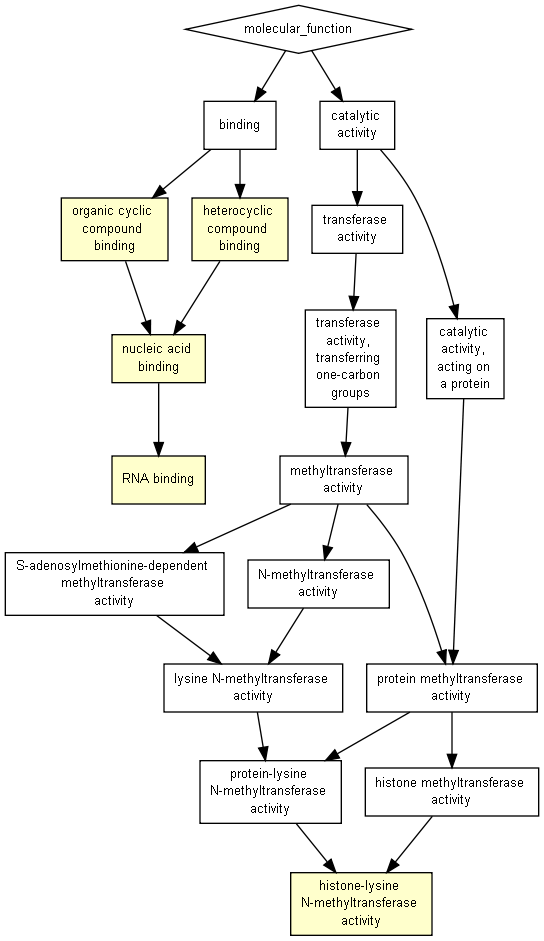 molecular_function
binding
catalytic
activity
organic cyclic
compound
binding
heterocyclic
compound
binding
transferase
activity
nucleic acid
binding
transferase
activity,
transferring
one-carbon
groups
catalytic
activity,
acting on
a protein
RNA binding
methyltransferase
activity
S-adenosylmethionine-dependent
methyltransferase
activity
N-methyltransferase
activity
lysine N-methyltransferase
activity
protein methyltransferase
activity
protein-lysine
N-methyltransferase
activity
histone methyltransferase
activity
histone-lysine
N-methyltransferase
activity